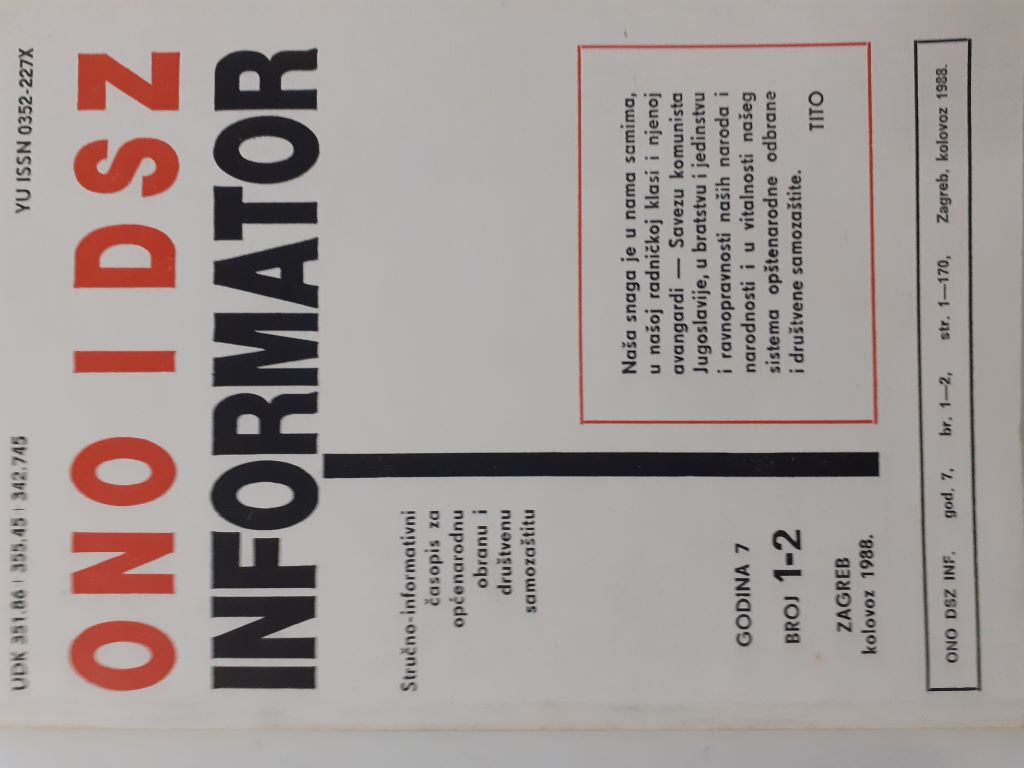 UDK 351.86+355.45+342.745 YU ISSN 0352-227X
ONO I DSZ
INFORMATOR
Stručno-informativni
časopis za
općenarodnu
obranu i
društvenu
samozaštitu
Naša snaga je u nama samima,
u našoj radničkoj klasi i njenoj
avangardi — Savezu komunista
Jugoslavije, u bratstvu i jedinstvu
i ravnopravnosti naših naroda i
narodnosti i u vitalnosti našeg
sistema opštenarodne odbrane
i društvene samozaštite.
TITO
GODINA 7
BROJ 1-2
ZAGREB
kolovoz 1988.
ONO DSZ INF. god. 7, br. 1—2, str. 1—170, Zagreb, kolovoz 1988.